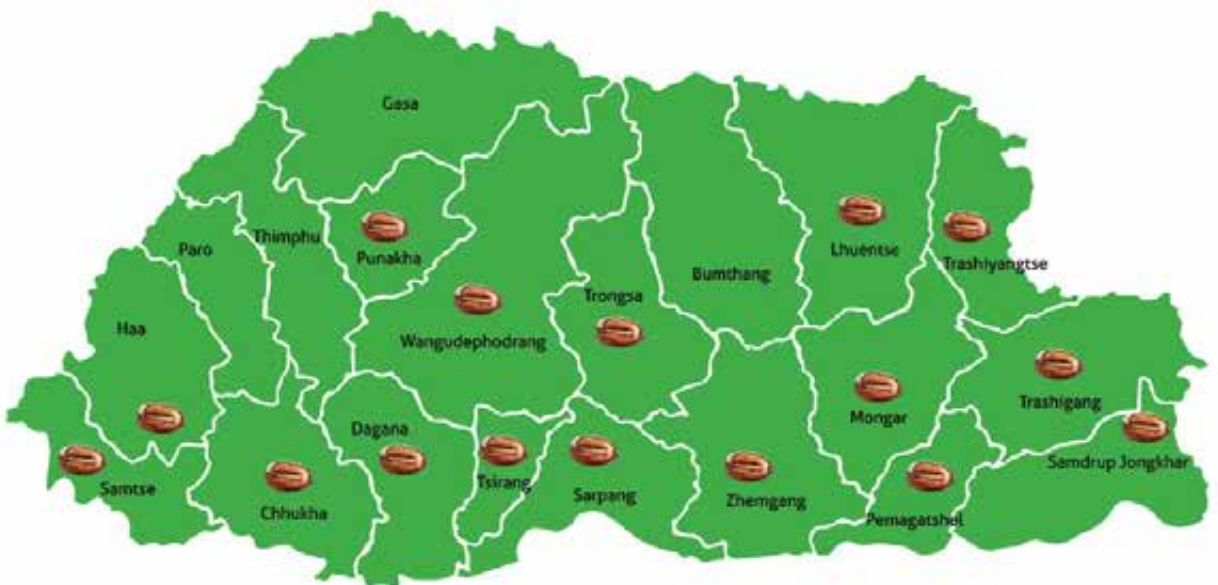 Gasa
Thimphu
Paro
Punakha
Haa
Wangudephodrang
Trongsa
Bumthang
Lhuentse
Trashiyangtse
Samtse
Chhukha
Dagana
Tsirang
Sarpang
Zhemgang
Mongar
Pemagatshel
Trashigang
Samdrup Jongkhar